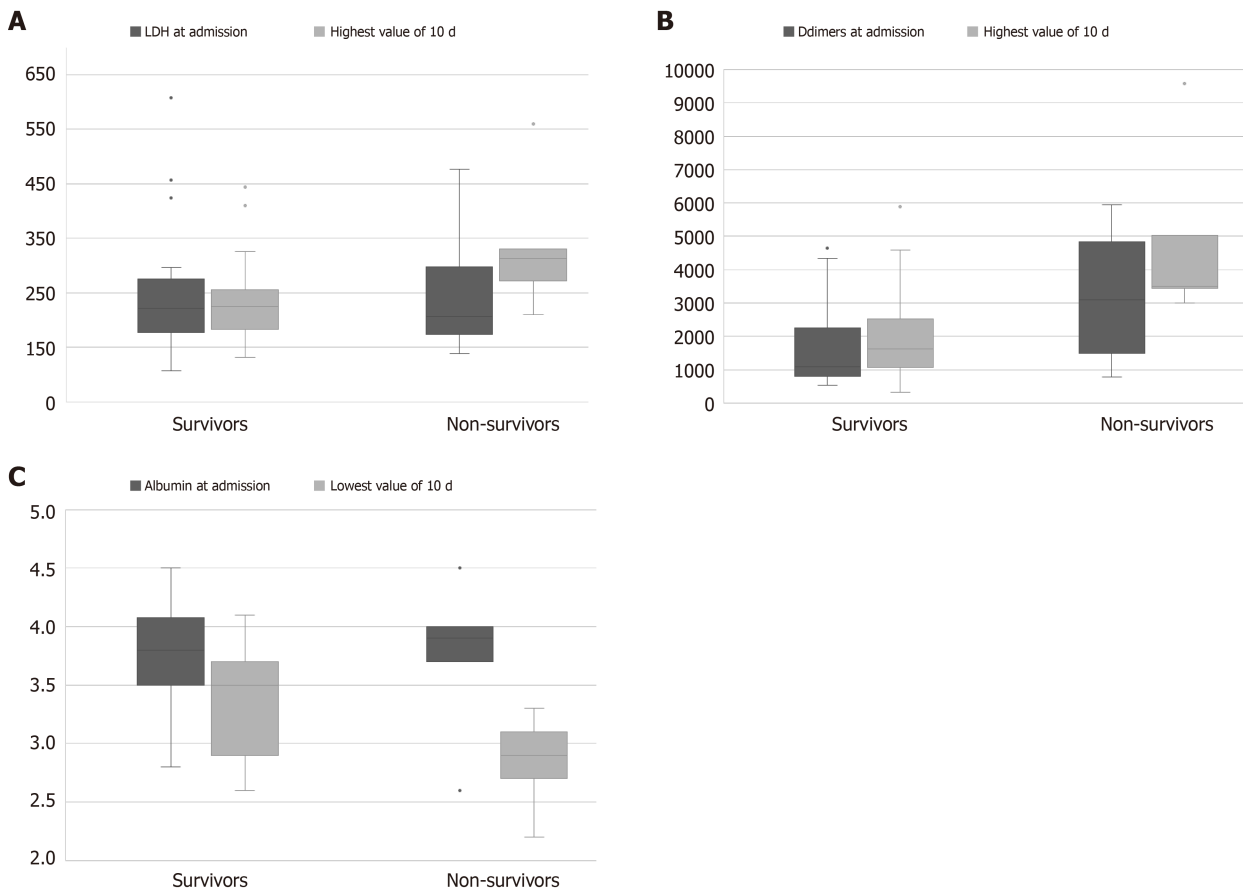 A
LDH at admission
Highest value of 10 d
650
550
450
350
250
150
0
Survivors
Non-survivors
B
Ddimers at admission
Highest value of 10 d
10000
9000
8000
7000
6000
5000
4000
3000
2000
1000
0
Survivors
Non-survivors
C
Albumin at admission
Lowest value of 10 d
5.0
4.5
4.0
3.5
3.0
2.5
2.0
Survivors
Non-survivors